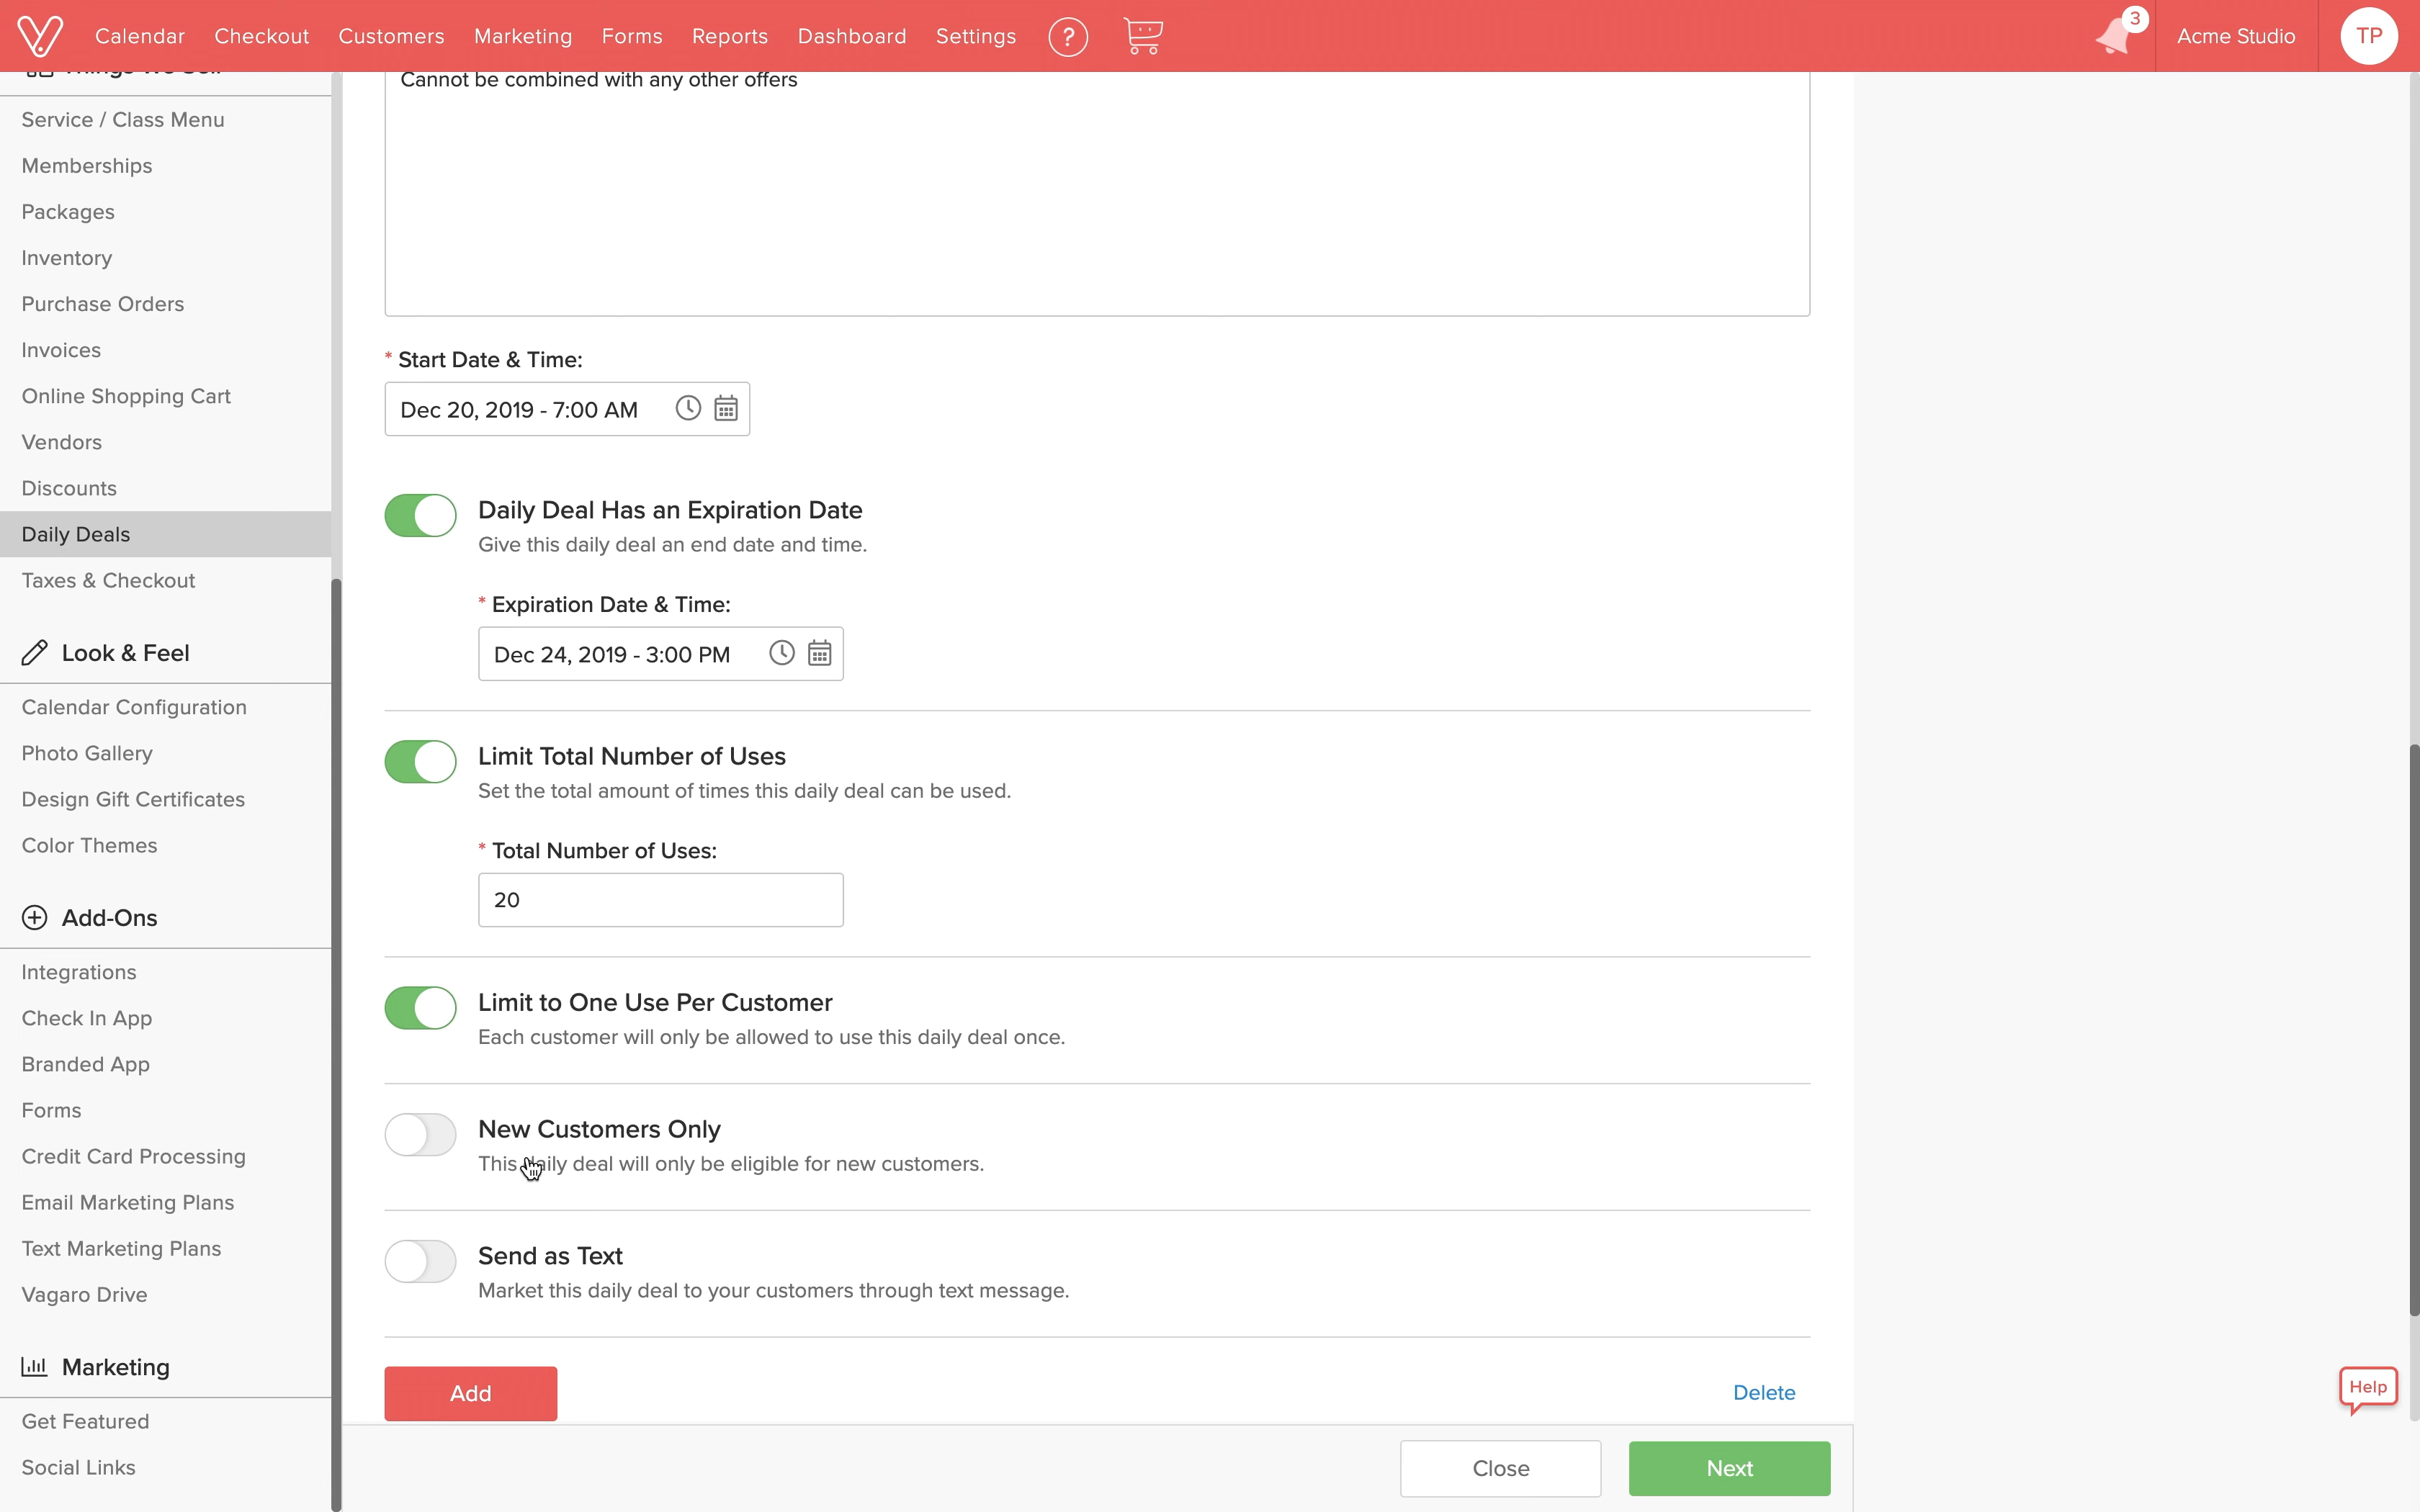 Calendar Checkout Customers Marketing Forms Reports Dashboard Settings ? 3 Acme Studio TP
Things We Sell
Service / Class Menu
Memberships
Packages
Inventory
Purchase Orders
Invoices
Online Shopping Cart
Vendors
Discounts
Daily Deals
Taxes & Checkout
Look & Feel
Calendar Configuration
Photo Gallery
Design Gift Certificates
Color Themes
Add-Ons
Integrations
Check In App
Branded App
Forms
Credit Card Processing
Email Marketing Plans
Text Marketing Plans
Vagaro Drive
Marketing
Get Featured
Social Links
Cannot be combined with any other offers
* Start Date & Time:
Dec 20, 2019 - 7:00 AM
Daily Deal Has an Expiration Date
Give this daily deal an end date and time.
* Expiration Date & Time:
Dec 24, 2019 - 3:00 PM
Limit Total Number of Uses
Set the total amount of times this daily deal can be used.
* Total Number of Uses:
20
Limit to One Use Per Customer
Each customer will only be allowed to use this daily deal once.
New Customers Only
This daily deal will only be eligible for new customers.
Send as Text
Market this daily deal to your customers through text message.
Add Delete
Close Next
Help